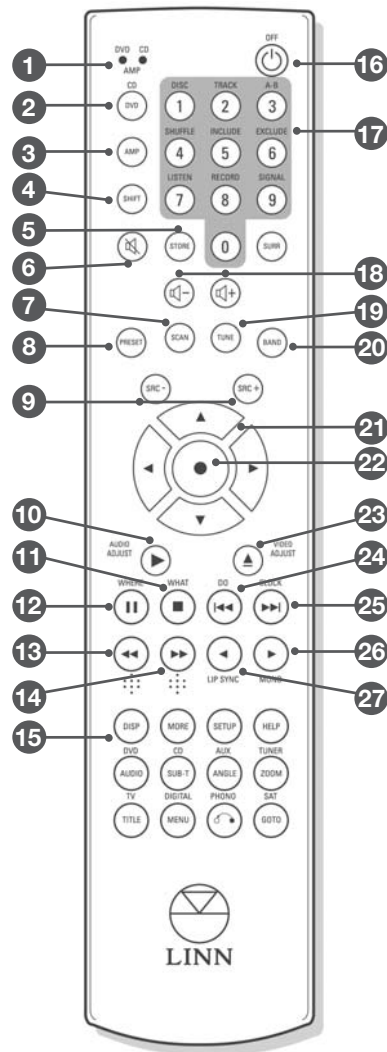 DVD CD OFF
1 AMP 16
CD DISC TRACK A-B
2 DVD 1 2 3
17
SHUFFLE INCLUDE EXCLUDE
3 AMP 4 5 6
LISTEN RECORD SIGNAL
4 SHIFT 7 8 9
5
STORE 0 SURR
6
18
7 19
8 PRESET SCAN TUNE BAND 20
9 SRC - SRC +
21
22
10 23
AUDIO ADJUST VIDEO ADJUST
11 24
WHERE WHAT DO
12 25
13 26
14 LIP SYNC MONO 27
15 DISP MORE SETUP HELP
DVD CD AUX TUNER
AUDIO SUB-T ANGLE ZOOM
TV DIGITAL PHONO SAT
TITLE MENU GOTO
LINN